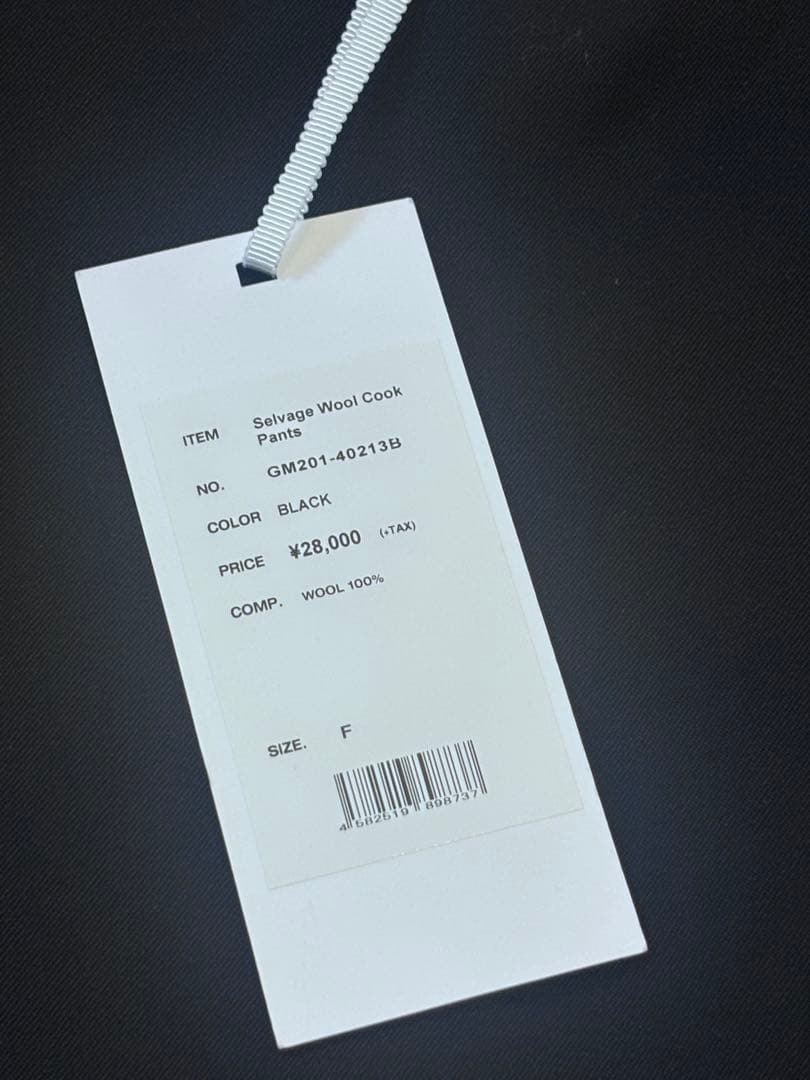 ITEM Selvage Wool Cook
Pants
NO. GM201-40213B
COLOR BLACK
PRICE ¥28,000 (+TAX)
COMP. WOOL 100%
SIZE. F
4 582519 898737